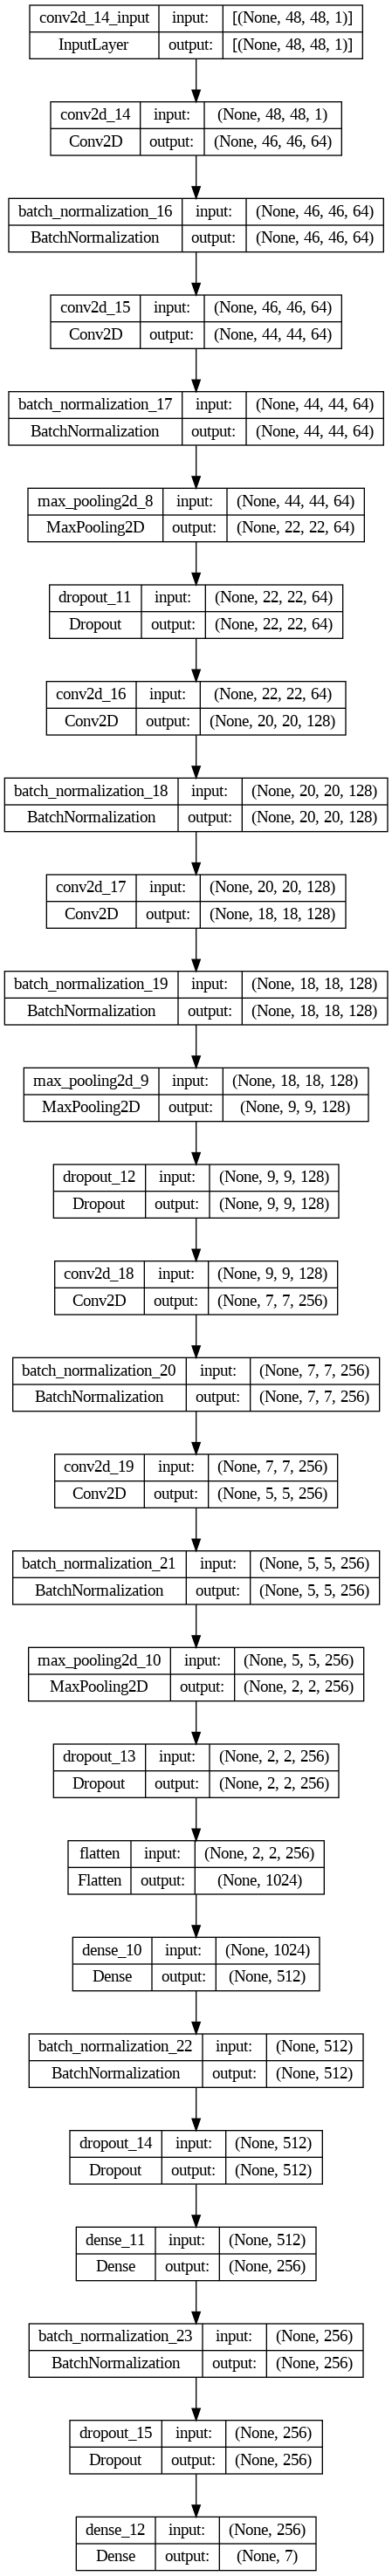 conv2d_14_input input: [(None, 48, 48, 1)]
InputLayer output: [(None, 48, 48, 1)]
conv2d_14 input: (None, 48, 48, 1)
Conv2D output: (None, 46, 46, 64)
batch_normalization_16 input: (None, 46, 46, 64)
BatchNormalization output: (None, 46, 46, 64)
conv2d_15 input: (None, 46, 46, 64)
Conv2D output: (None, 44, 44, 64)
batch_normalization_17 input: (None, 44, 44, 64)
BatchNormalization output: (None, 44, 44, 64)
max_pooling2d_8 input: (None, 44, 44, 64)
MaxPooling2D output: (None, 22, 22, 64)
dropout_11 input: (None, 22, 22, 64)
Dropout output: (None, 22, 22, 64)
conv2d_16 input: (None, 22, 22, 64)
Conv2D output: (None, 20, 20, 128)
batch_normalization_18 input: (None, 20, 20, 128)
BatchNormalization output: (None, 20, 20, 128)
conv2d_17 input: (None, 20, 20, 128)
Conv2D output: (None, 18, 18, 128)
batch_normalization_19 input: (None, 18, 18, 128)
BatchNormalization output: (None, 18, 18, 128)
max_pooling2d_9 input: (None, 18, 18, 128)
MaxPooling2D output: (None, 9, 9, 128)
dropout_12 input: (None, 9, 9, 128)
Dropout output: (None, 9, 9, 128)
conv2d_18 input: (None, 9, 9, 128)
Conv2D output: (None, 7, 7, 256)
batch_normalization_20 input: (None, 7, 7, 256)
BatchNormalization output: (None, 7, 7, 256)
conv2d_19 input: (None, 7, 7, 256)
Conv2D output: (None, 5, 5, 256)
batch_normalization_21 input: (None, 5, 5, 256)
BatchNormalization output: (None, 5, 5, 256)
max_pooling2d_10 input: (None, 5, 5, 256)
MaxPooling2D output: (None, 2, 2, 256)
dropout_13 input: (None, 2, 2, 256)
Dropout output: (None, 2, 2, 256)
flatten input: (None, 2, 2, 256)
Flatten output: (None, 1024)
dense_10 input: (None, 1024)
Dense output: (None, 512)
batch_normalization_22 input: (None, 512)
BatchNormalization output: (None, 512)
dropout_14 input: (None, 512)
Dropout output: (None, 512)
dense_11 input: (None, 512)
Dense output: (None, 256)
batch_normalization_23 input: (None, 256)
BatchNormalization output: (None, 256)
dropout_15 input: (None, 256)
Dropout output: (None, 256)
dense_12 input: (None, 256)
Dense output: (None, 7)